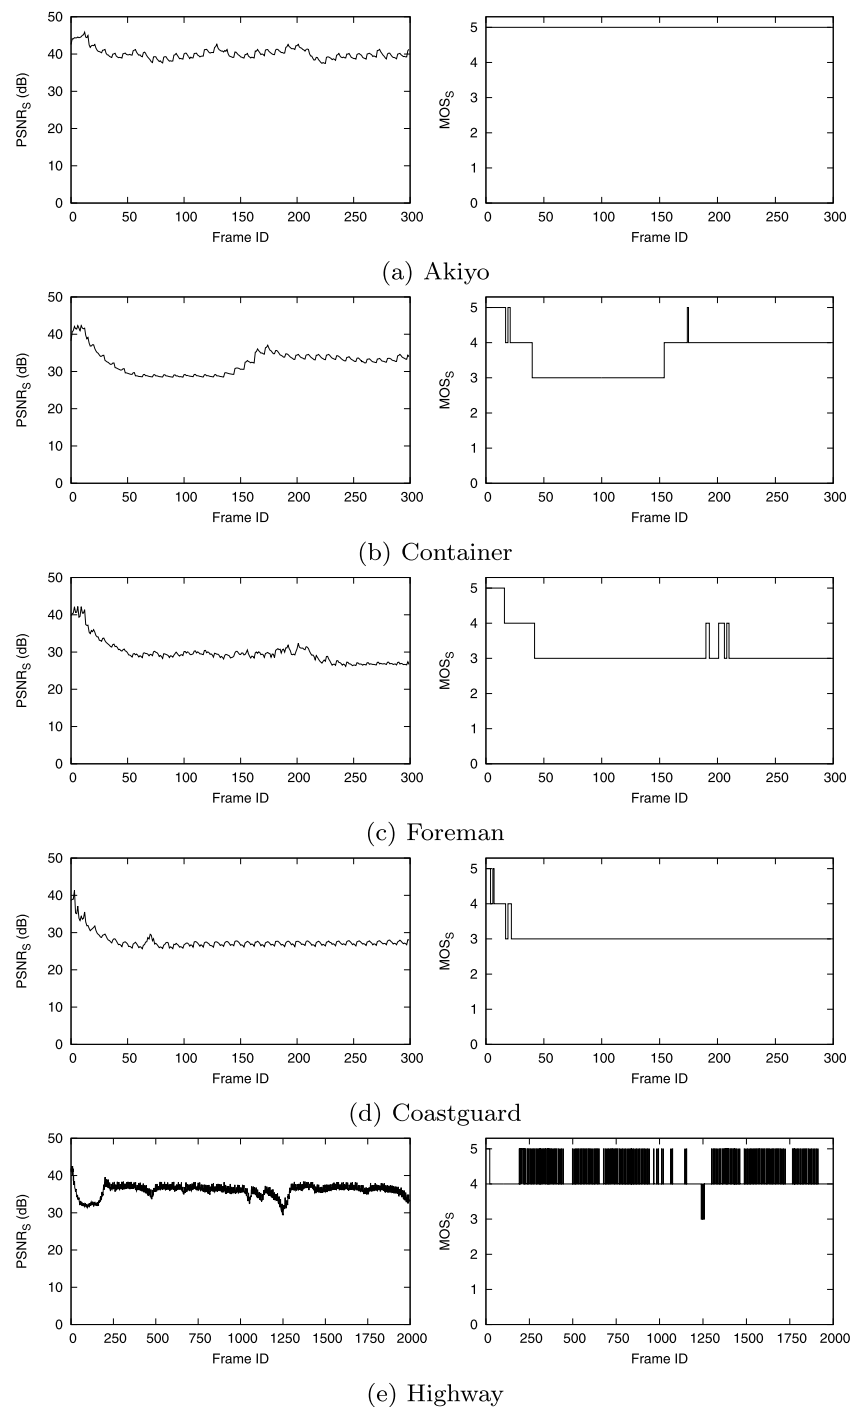 50
40
30
20
10
0
PSNRS (dB)
0 50 100 150 200 250 300
Frame ID
5
4
3
2
1
0
MOSS
0 50 100 150 200 250 300
Frame ID
(a) Akiyo
50
40
30
20
10
0
PSNRS (dB)
0 50 100 150 200 250 300
Frame ID
5
4
3
2
1
0
MOSS
0 50 100 150 200 250 300
Frame ID
(b) Container
50
40
30
20
10
0
PSNRS (dB)
0 50 100 150 200 250 300
Frame ID
5
4
3
2
1
0
MOSS
0 50 100 150 200 250 300
Frame ID
(c) Foreman
50
40
30
20
10
0
PSNRS (dB)
0 50 100 150 200 250 300
Frame ID
5
4
3
2
1
0
MOSS
0 50 100 150 200 250 300
Frame ID
(d) Coastguard
50
40
30
20
10
0
PSNRS (dB)
0 250 500 750 1000 1250 1500 1750 2000
Frame ID
5
4
3
2
1
0
MOSS
0 250 500 750 1000 1250 1500 1750 2000
Frame ID
(e) Highway